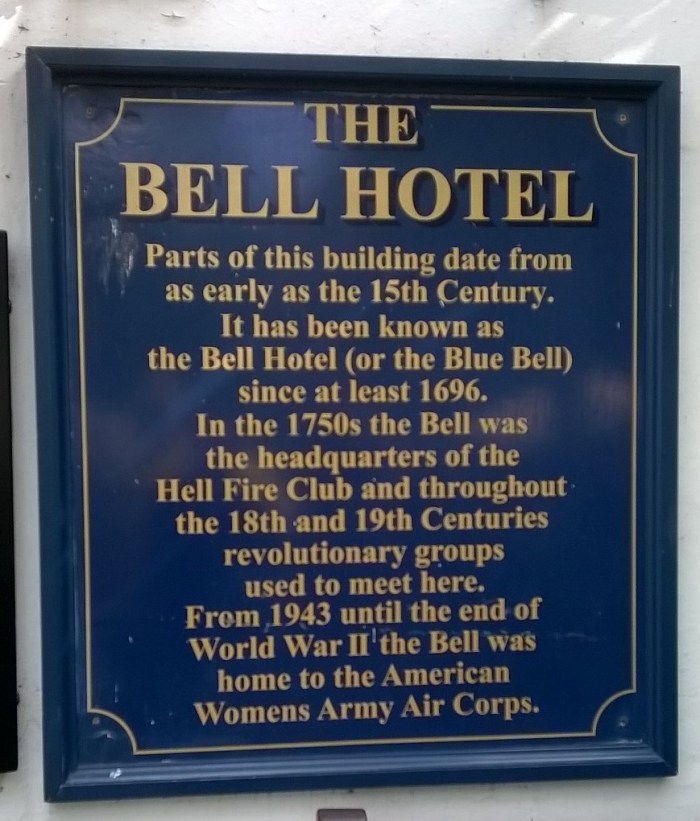 THE
BELL HOTEL
Parts of this building date from
as early as the 15th Century.
It has been known as
the Bell Hotel (or the Blue Bell)
since at least 1696.
In the 1750s the Bell was
the headquarters of the
Hell Fire Club and throughout
the 18th and 19th Centuries
revolutionary groups
used to meet here.
From 1943 until the end of
World War II the Bell was
home to the American
Womens Army Air Corps.